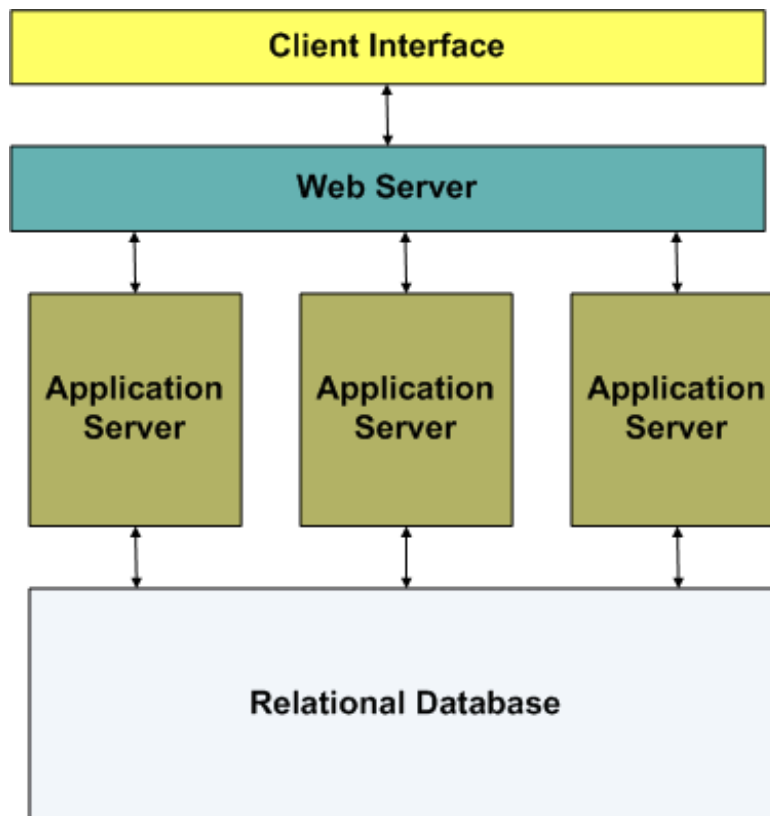 Client Interface
Web Server
Application
Server
Application
Server
Application
Server
Relational Database